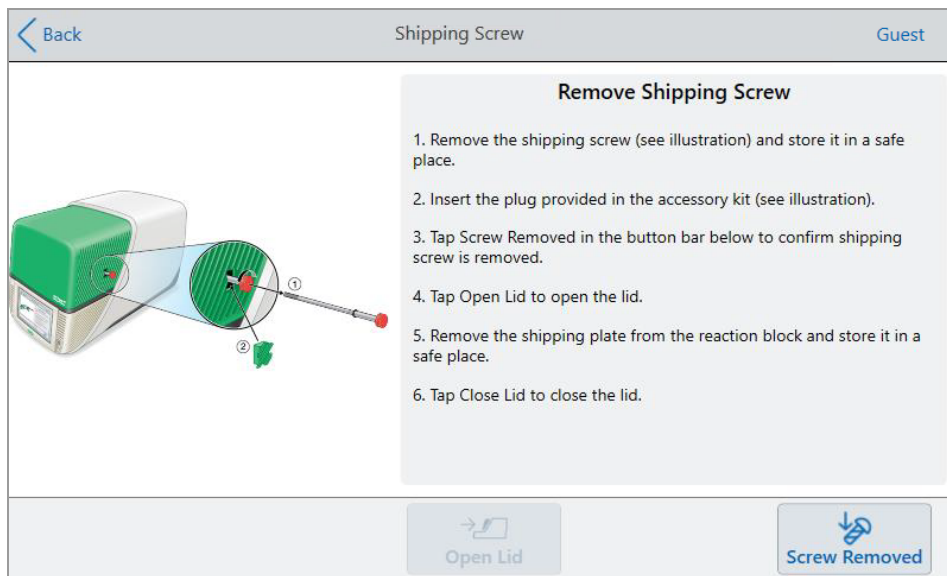 Back
Shipping Screw
Guest
Remove Shipping Screw
1. Remove the shipping screw (see illustration) and store it in a safe
place.
2. Insert the plug provided in the accessory kit (see illustration).
3. Tap Screw Removed in the button bar below to confirm shipping
screw is removed.
4. Tap Open Lid to open the lid.
5. Remove the shipping plate from the reaction block and store it in a
safe place.
6. Tap Close Lid to close the lid.
1
2
Open Lid
Screw Removed